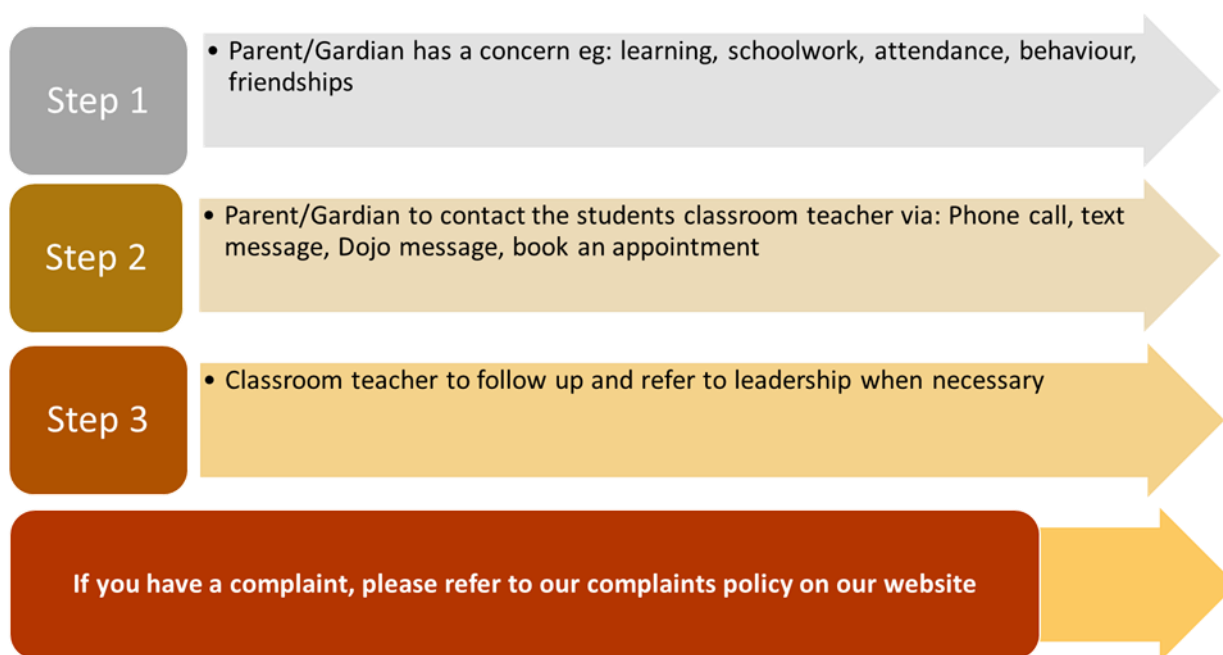 Step 1
• Parent/Gardian has a concern eg: learning, schoolwork, attendance, behaviour,
friendships
Step 2
• Parent/Gardian to contact the students classroom teacher via: Phone call, text
message, Dojo message, book an appointment
Step 3
• Classroom teacher to follow up and refer to leadership when necessary
If you have a complaint, please refer to our complaints policy on our website